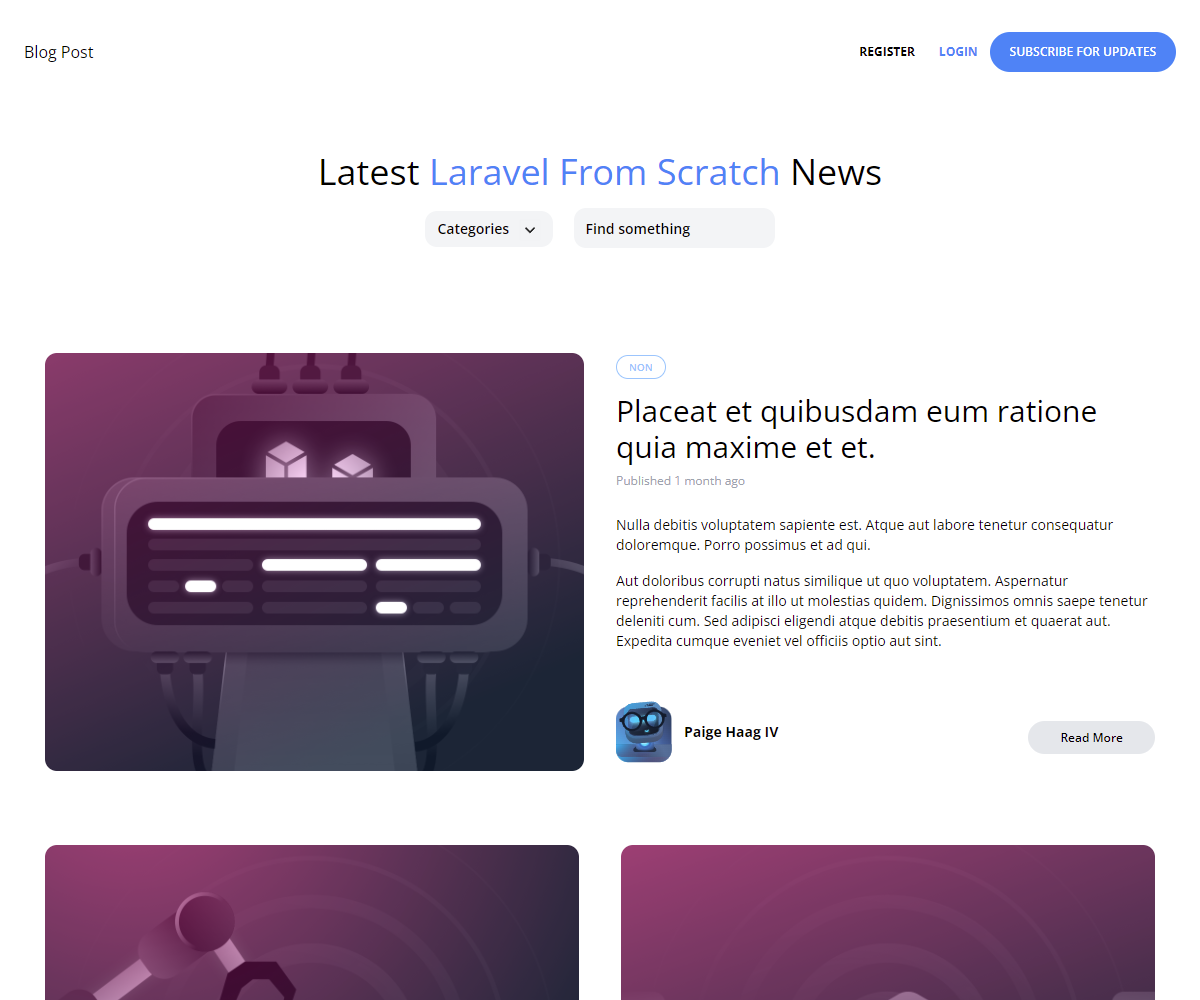 Blog Post
REGISTER LOGIN SUBSCRIBE FOR UPDATES
Latest Laravel From Scratch News
Categories Find something
NON
Placeat et quibusdam eum ratione
quia maxime et et.
Published 1 month ago
Nulla debitis voluptatem sapiente est. Atque aut labore tenetur consequatur
doloremque. Porro possimus et ad qui.
Aut doloribus corrupti natus similique ut quo voluptatem. Aspernatur
reprehenderit facilis at illo ut molestias quidem. Dignissimos omnis saepe tenetur
deleniti cum. Sed adipisci eligendi atque debitis praesentium et quaerat aut.
Expedita cumque eveniet vel officiis optio aut sint.
Paige Haag IV
Read More